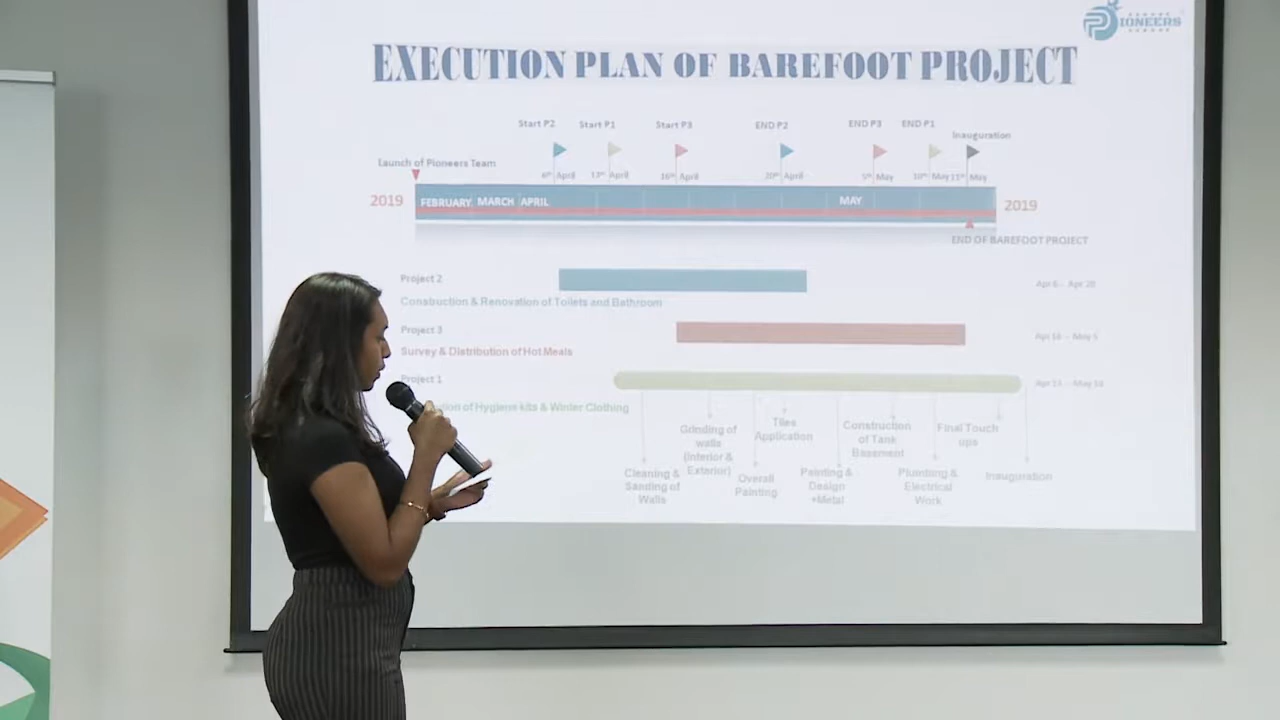 PIONEERS
EXECUTION PLAN OF BAREFOOT PROJECT
Start P2
Start P1
Start P3
END P2
END P3
END P1
Inauguration
Launch of Pioneers Team
6th April
13th April
16th April
20th April
5th May
10th May
11th May
2019
FEBRUARY
MARCH
APRIL
MAY
2019
END OF BAREFOOT PROJECT
Project 2
Apr 6 - Apr 20
Construction & Renovation of Toilets and Bathroom
Project 3
Apr 16 - May 5
Survey & Distribution of Hot Meals
Project 1
of Hygiene kits & Winter Clothing
Cleaning &
Sanding of
Walls
Grinding of
walls
(Interior &
Exterior)
Overall
Painting
Tiles
Application
Painting &
Design
+Metal
Construction
of Tank
Basement
Plumbing &
Electrical
Work
Final Touch
ups
Inauguration